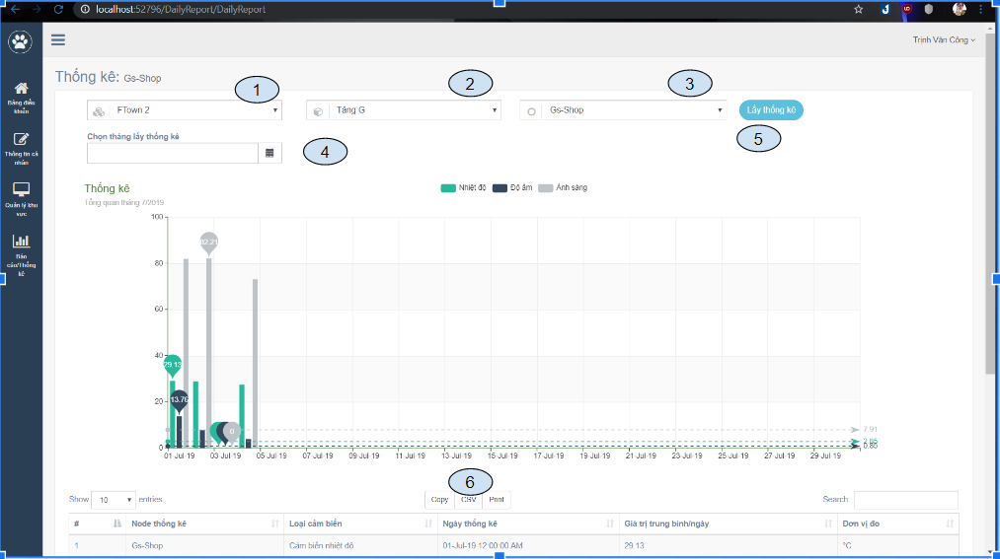 localhost:52796/DailyReport/DailyReport
Trịnh Văn Công
Bảng điều
khiển
Thông tin cá
nhân
Quản lý khu
vực
Báo
cáo/Thống
kê
Thống kê: Gs-Shop
1
2
3
FTown 2
Tầng G
Gs-Shop
Lấy thống kê
Chọn tháng lấy thống kê
4
5
Thống kê
Tổng quan tháng 7/2019
Nhiệt độ
Độ ẩm
Ánh sáng
100
80
60
40
20
0
82.21
29.13
13.76
0
7.91
2.85
01-Jul-19 03-Jul-19 05-Jul-19 07-Jul-19 09-Jul-19 11-Jul-19 13-Jul-19 15-Jul-19 17-Jul-19 19-Jul-19 21-Jul-19 23-Jul-19 25-Jul-19 27-Jul-19 29-Jul-19
6
Show 10 entries
Copy CSV Print
Search:
# Node thống kê Loại cảm biến Ngày thống kê Giá trị trung bình/ngày Đơn vị đo
1 Gs-Shop Cảm biến nhiệt độ 01-Jul-19 12:00:00 AM 29.13 °C